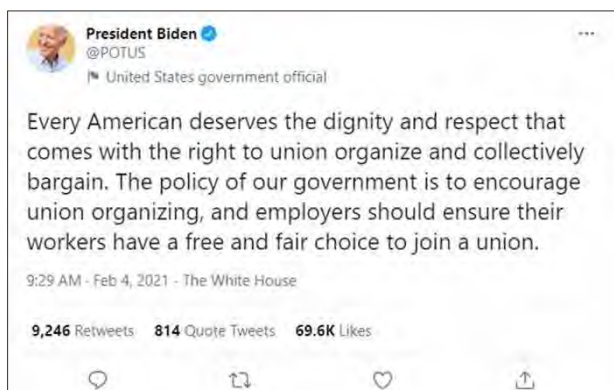 President Biden
@POTUS
United States government official
Every American deserves the dignity and respect that
comes with the right to union organize and collectively
bargain. The policy of our government is to encourage
union organizing, and employers should ensure their
workers have a free and fair choice to join a union.
9:29 AM · Feb 4, 2021 · The White House
9,246 Retweets 814 Quote Tweets 69.6K Likes